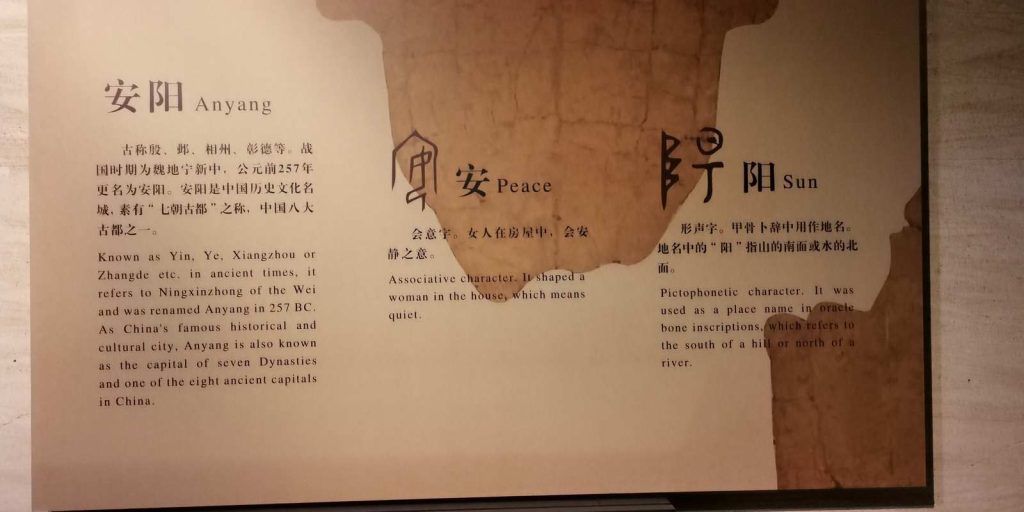 安阳 Anyang
古称殷、邺、相州、彰德等。战
国时期为魏地宁新中，公元前257年
更名为安阳。安阳是中国历史文化名
城，素有“七朝古都”之称，中国八大
古都之一。
Known as Yin, Ye, Xiangzhou or
Zhangde etc. in ancient times, it
refers to Ningxinzhong of the Wei
and was renamed Anyang in 257 BC.
As China's famous historical and
cultural city, Anyang is also known
as the capital of seven Dynasties
and one of the eight ancient capitals
in China.
安 Peace
会意字。女人在房屋中，会安
静之意。
Associative character. It shaped a
woman in the house, which means
quiet.
阳 Sun
形声字。甲骨卜辞中用作地名。
地名中的“阳”指山的南面或水的北
面。
Pictophonetic character. It was
used as a place name in oracle
bone inscriptions, which refers to
the south of a hill or north of a
river.